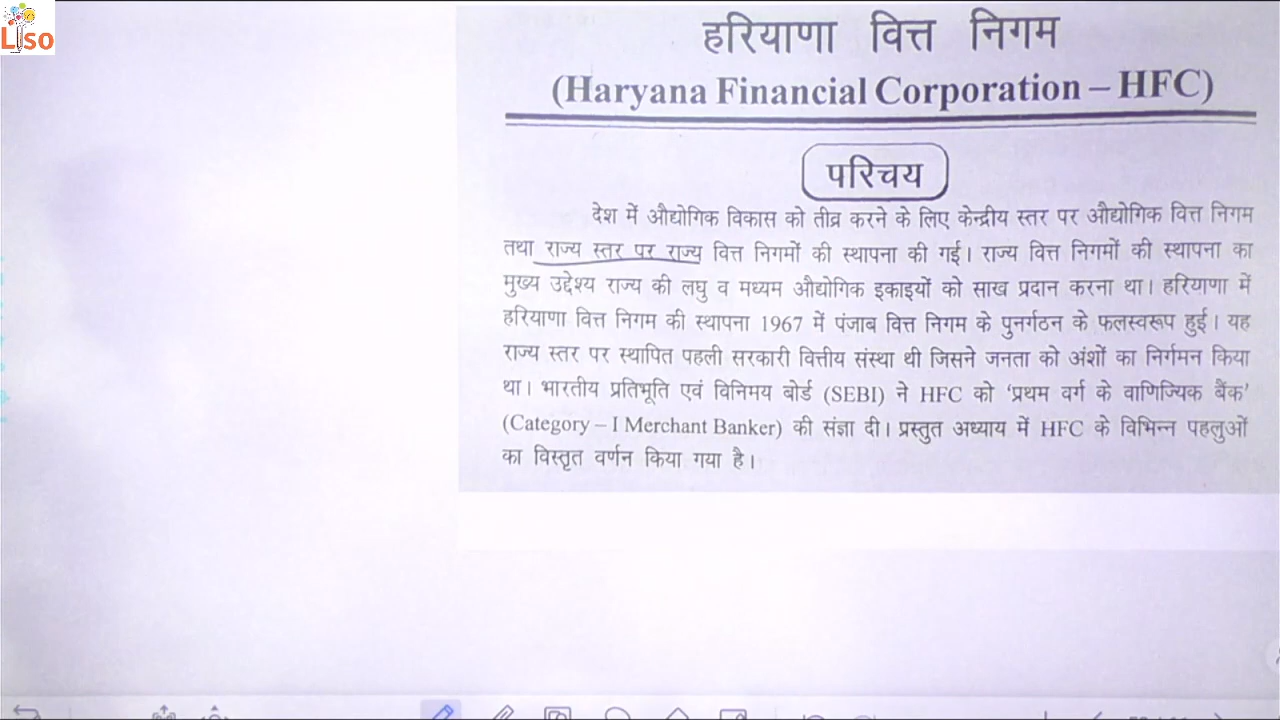 Liso
हरियाणा वित्त निगम
(Haryana Financial Corporation – HFC)
परिचय
देश में औद्योगिक विकास को तीव्र करने के लिए केन्द्रीय स्तर पर औद्योगिक वित्त निगम
तथा राज्य स्तर पर राज्य वित्त निगमों की स्थापना की गई। राज्य वित्त निगमों की स्थापना का
मुख्य उद्देश्य राज्य की लघु व मध्यम औद्योगिक इकाइयों को साख प्रदान करना था। हरियाणा में
हरियाणा वित्त निगम की स्थापना 1967 में पंजाब वित्त निगम के पुनर्गठन के फलस्वरूप हुई। यह
राज्य स्तर पर स्थापित पहली सरकारी वित्तीय संस्था थी जिसने जनता को अंशों का निर्गमन किया
था। भारतीय प्रतिभूति एवं विनिमय बोर्ड (SEBI) ने HFC को ‘प्रथम वर्ग के वाणिज्यिक बैंक’
(Category – I Merchant Banker) की संज्ञा दी। प्रस्तुत अध्याय में HFC के विभिन्न पहलुओं
का विस्तृत वर्णन किया गया है।